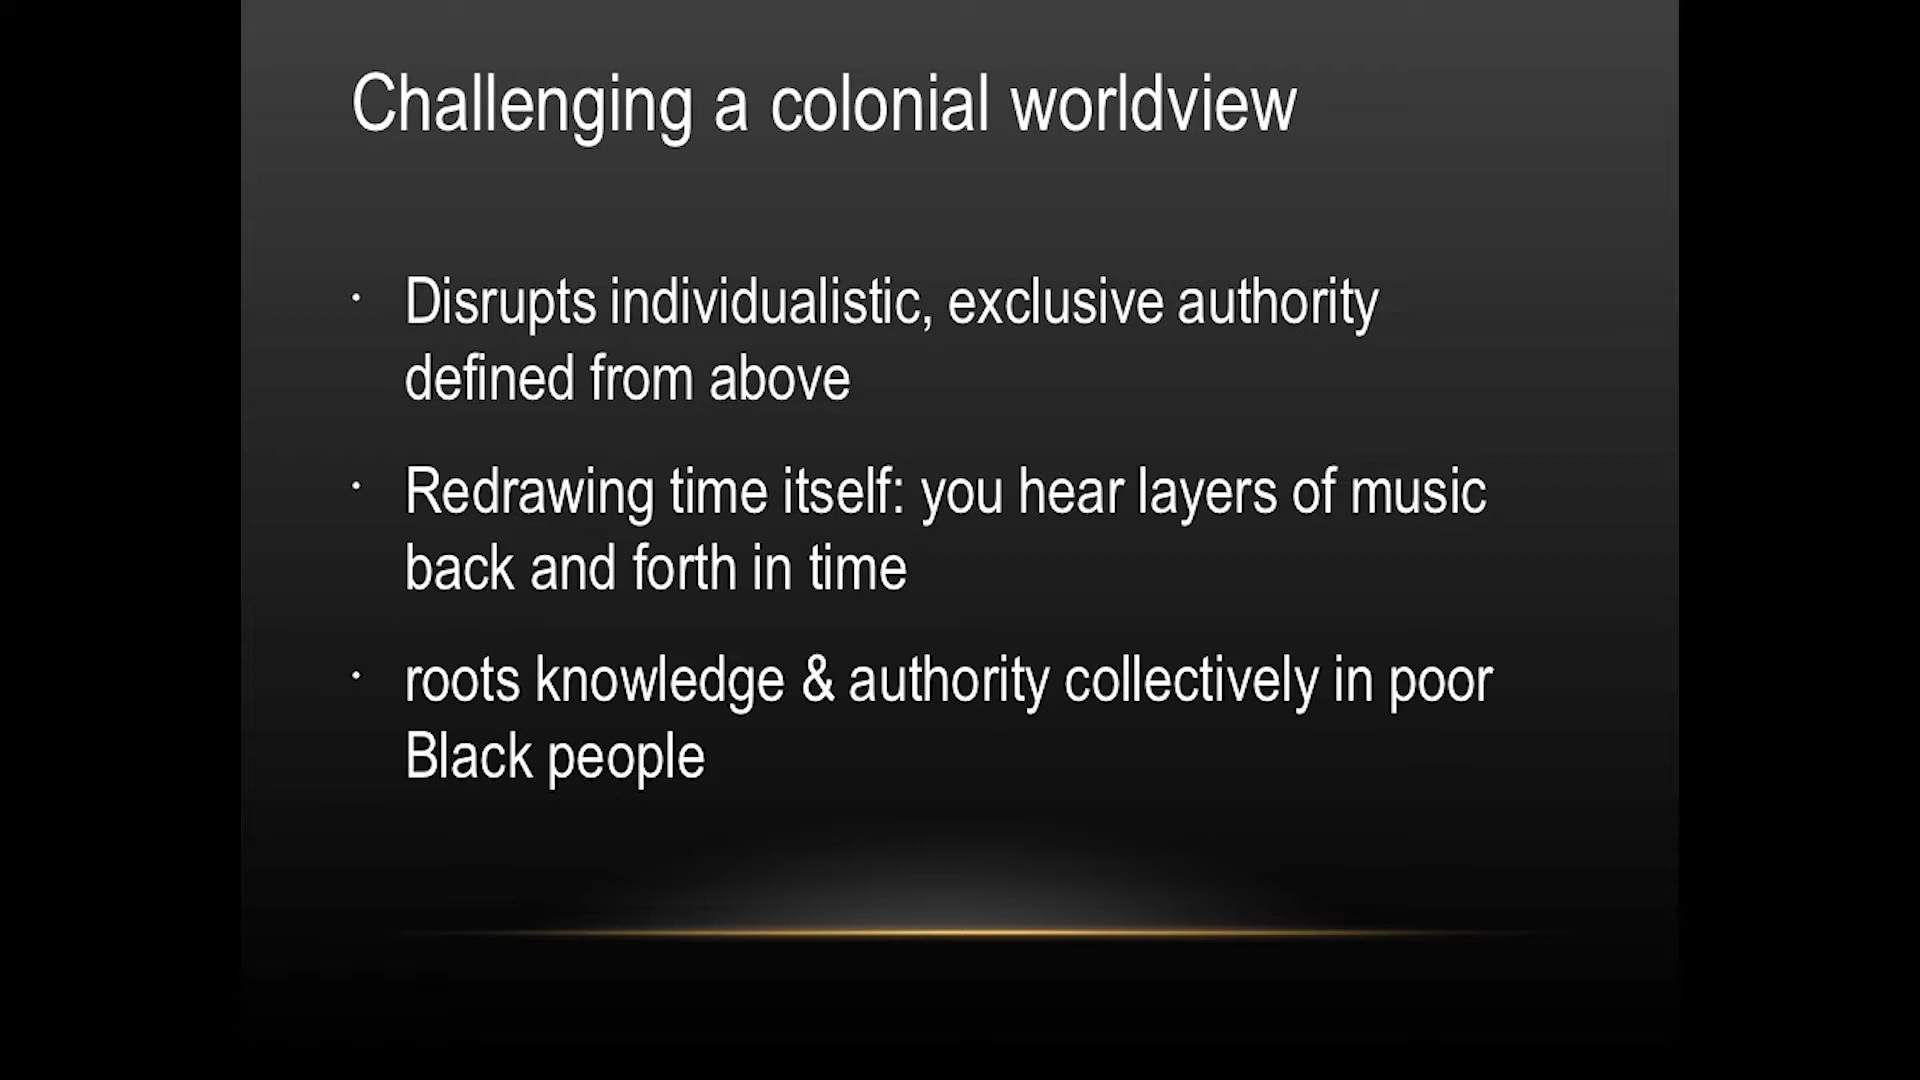 Challenging a colonial worldview
· Disrupts individualistic, exclusive authority
defined from above
· Redrawing time itself: you hear layers of music
back and forth in time
· roots knowledge & authority collectively in poor
Black people